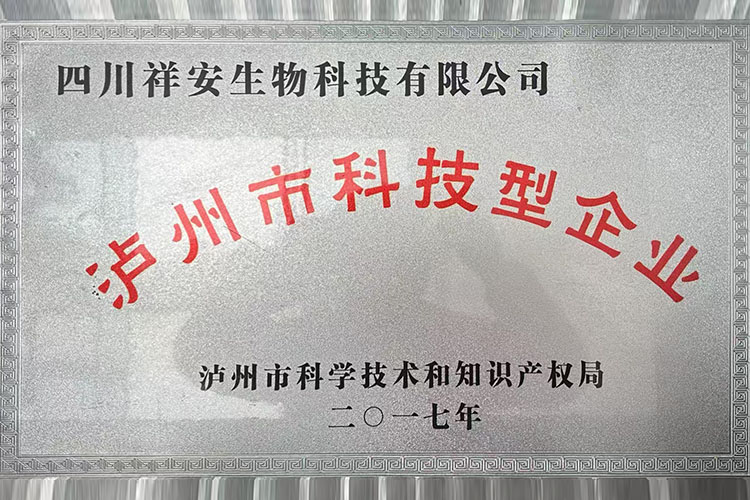 四川祥安生物科技有限公司
泸州市科技型企业
泸州市科学技术和知识产权局
二〇一七年